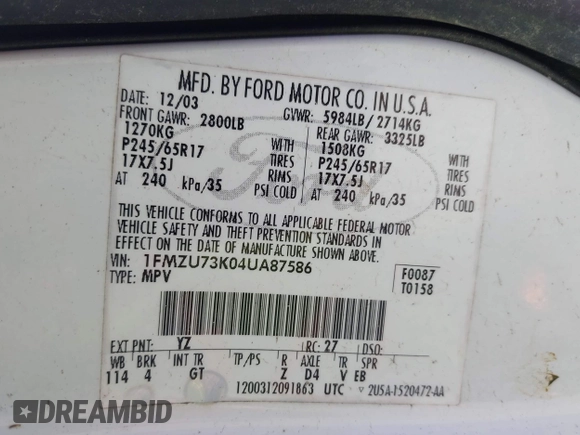 MFD. BY FORD MOTOR CO. IN U.S.A.
DATE: 12/03 GVWR: 5984LB/ 2714KG
FRONT GAWR: 2800LB REAR GAWR: 3325LB
1270KG WITH 1508KG WITH
P245/65R17 TIRES P245/65R17 TIRES
17X7.5J RIMS 17X7.5J RIMS
AT 240 kPa/35 PSI COLD AT 240 kPa/35 PSI COLD
THIS VEHICLE CONFORMS TO ALL APPLICABLE FEDERAL MOTOR
VEHICLE SAFETY AND THEFT PREVENTION STANDARDS IN
EFFECT ON THE DATE OF MANUFACTURE SHOWN ABOVE.
VIN: 1FMZU73K04UA87586
TYPE: MPV
F0087
T0158
EXT PNT: YZ RC: 27 DSO:
WB BRK INT TR TP/PS R AXLE TR SPR
114 4 GT Z D4 V EB
1200312091863 UTC 2U5A-1520472-AA
Ford
DREAMBID